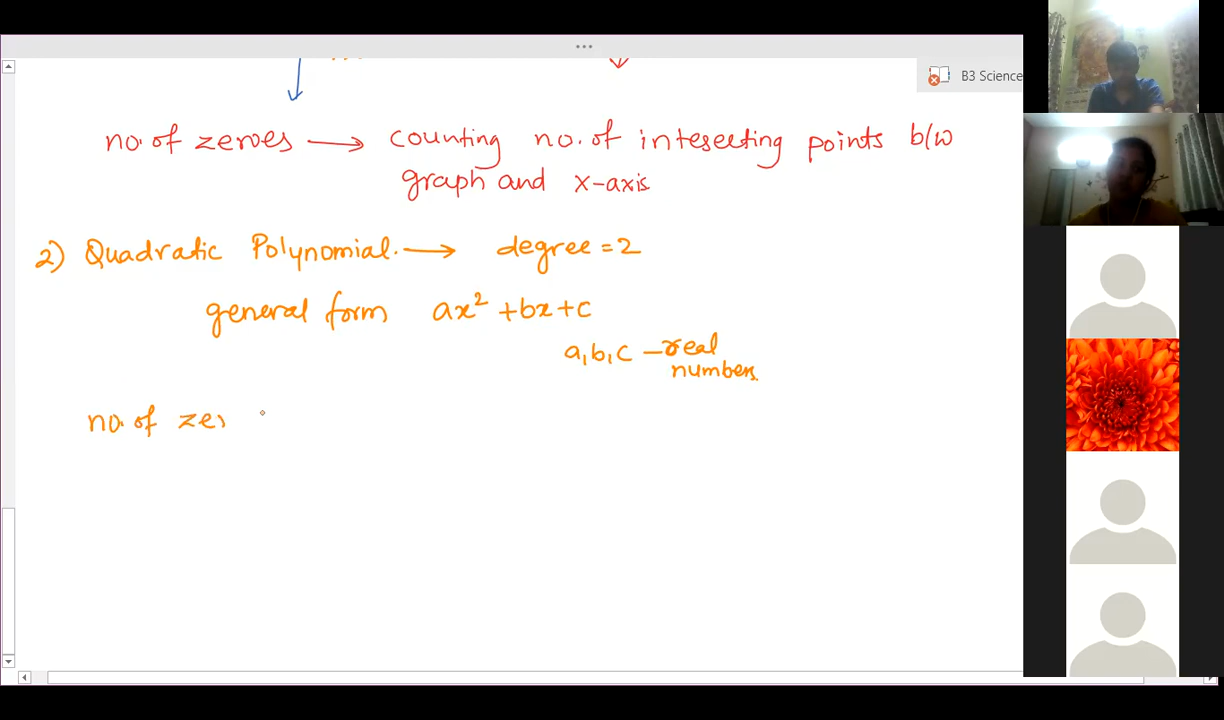 B3 Science
no. of zeroes → counting no. of intesecting points b/w
graph and x-axis
2) Quadratic Polynomial. → degree = 2
general form ax² + bx + c
a, b, c — real
numbers.
no. of zer